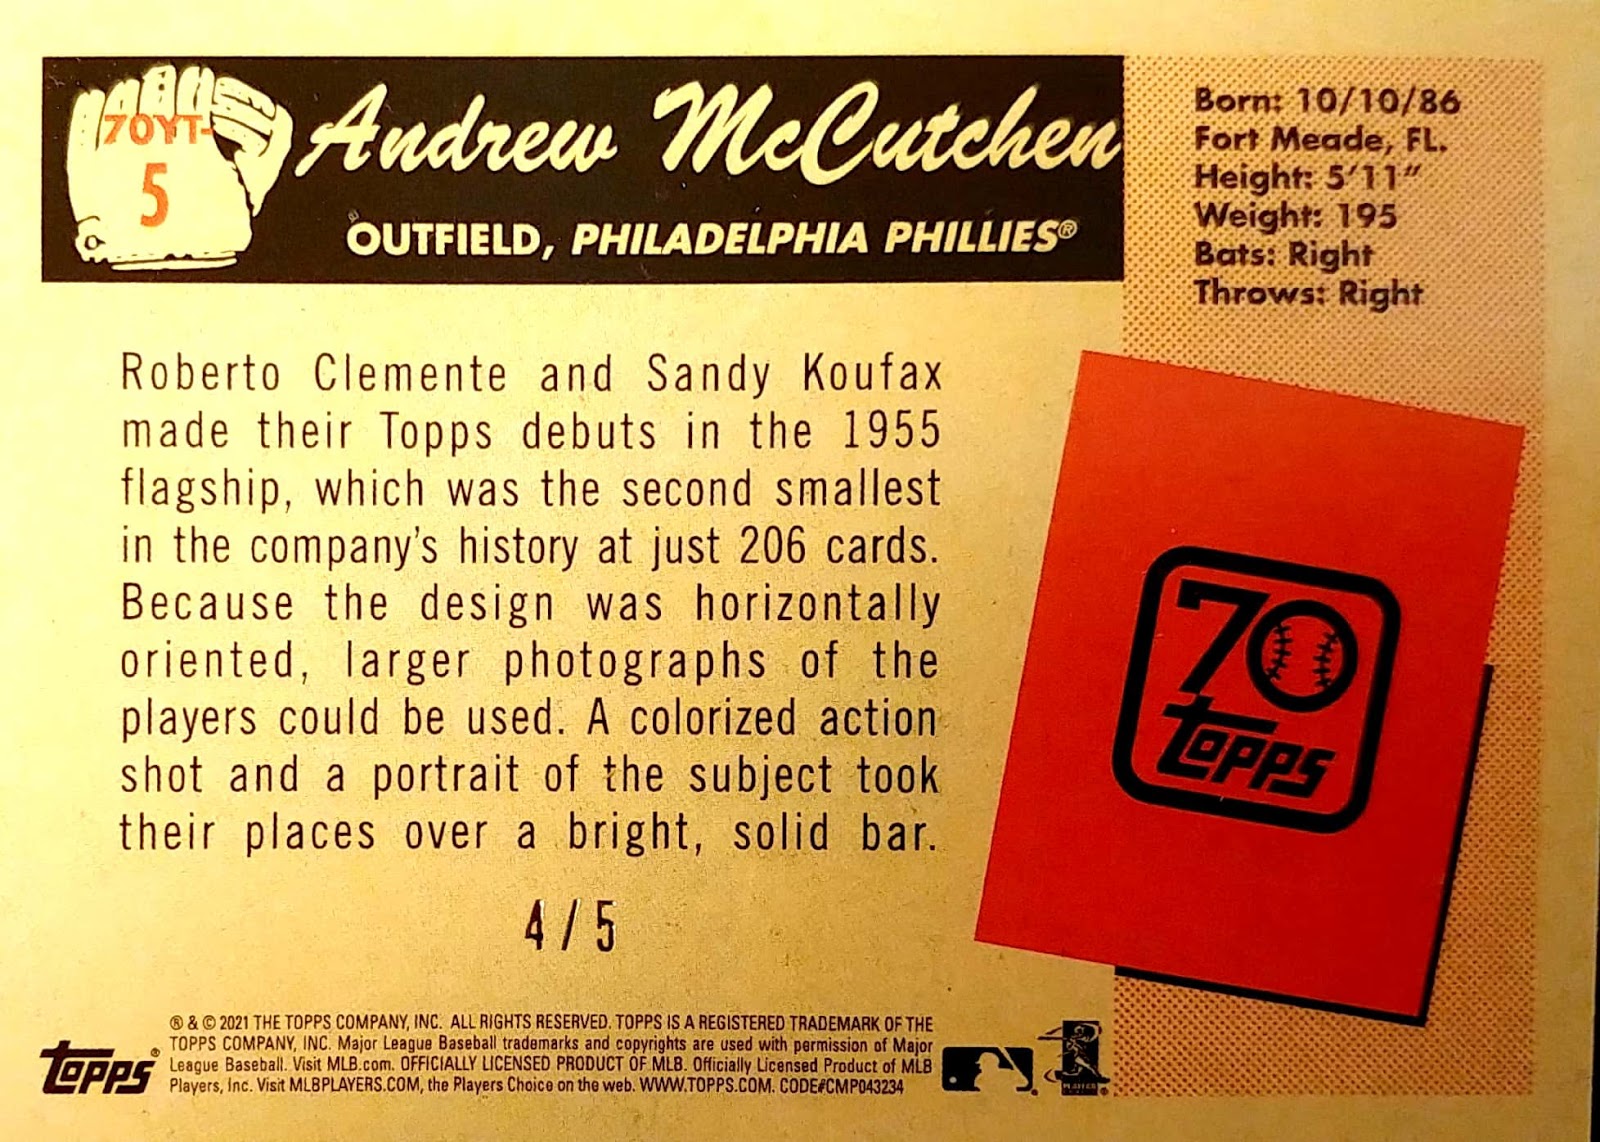 70YT-
5
Andrew McCutchen
OUTFIELD, PHILADELPHIA PHILLIES®
Born: 10/10/86
Fort Meade, FL.
Height: 5'11"
Weight: 195
Bats: Right
Throws: Right
Roberto Clemente and Sandy Koufax
made their Topps debuts in the 1955
flagship, which was the second smallest
in the company's history at just 206 cards.
Because the design was horizontally
oriented, larger photographs of the
players could be used. A colorized action
shot and a portrait of the subject took
their places over a bright, solid bar.
70
topps
4/5
topps®
® & © 2021 THE TOPPS COMPANY, INC. ALL RIGHTS RESERVED. TOPPS IS A REGISTERED TRADEMARK OF THE
TOPPS COMPANY, INC. Major League Baseball trademarks and copyrights are used with permission of Major
League Baseball. Visit MLB.com. OFFICIALLY LICENSED PRODUCT OF MLB. Officially Licensed Product of MLB
Players, Inc. Visit MLBPLAYERS.COM, the Players Choice on the web. WWW.TOPPS.COM. CODE#CMP043234